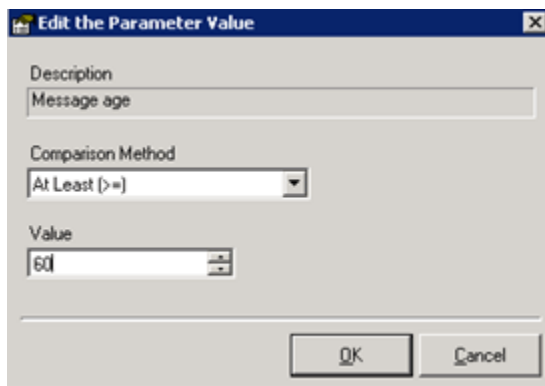 Edit the Parameter Value
Description
Message age
Comparison Method
At Least (>=)
Value
60
OK
Cancel